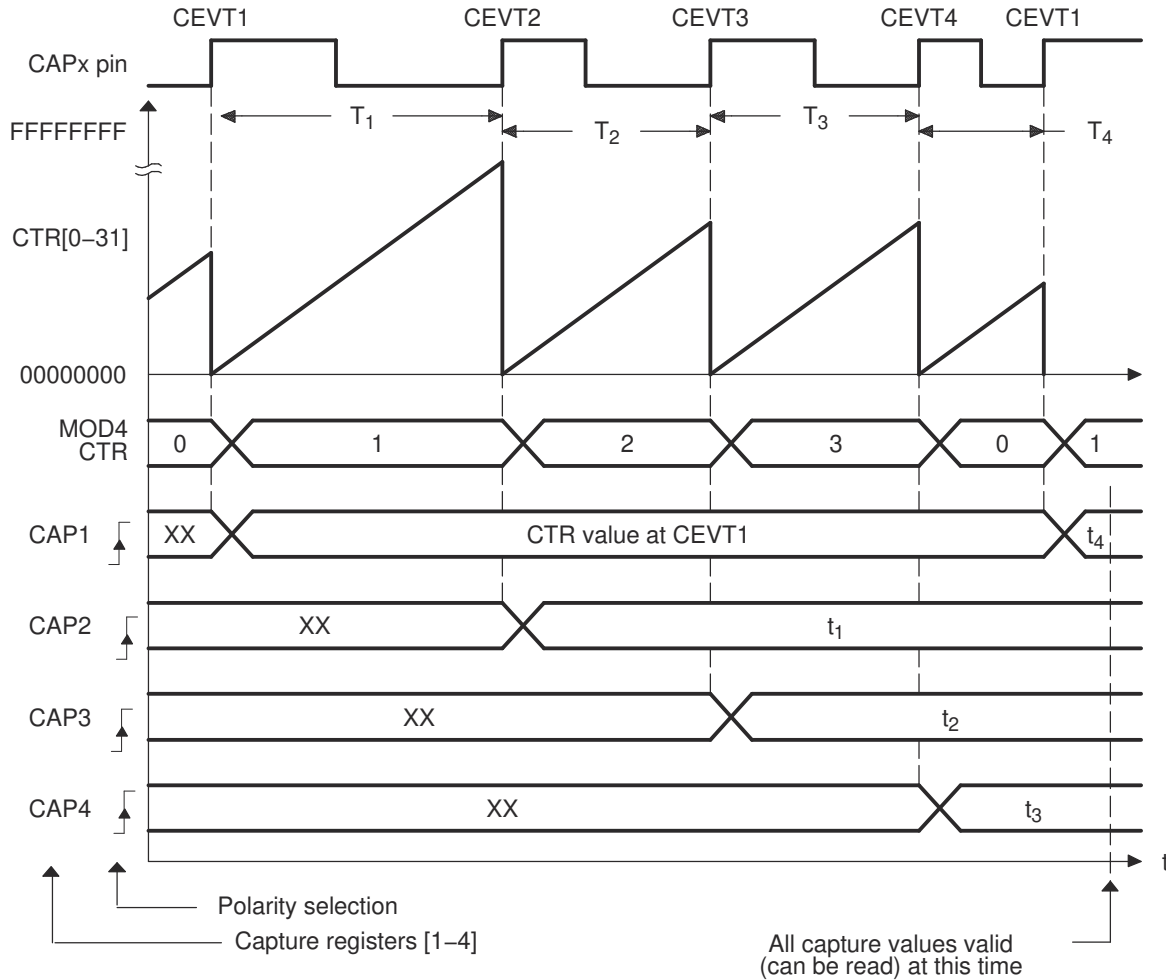 CEVT1 CEVT2 CEVT3 CEVT4 CEVT1
CAPx pin
T1 T2 T3 T4
FFFFFFFF
CTR[0−31]
00000000
MOD4
CTR
0 1 2 3 0 1
CAP1 XX CTR value at CEVT1 t4
CAP2 XX t1
CAP3 XX t2
CAP4 XX t3
t
Polarity selection
Capture registers [1−4]
All capture values valid
(can be read) at this time